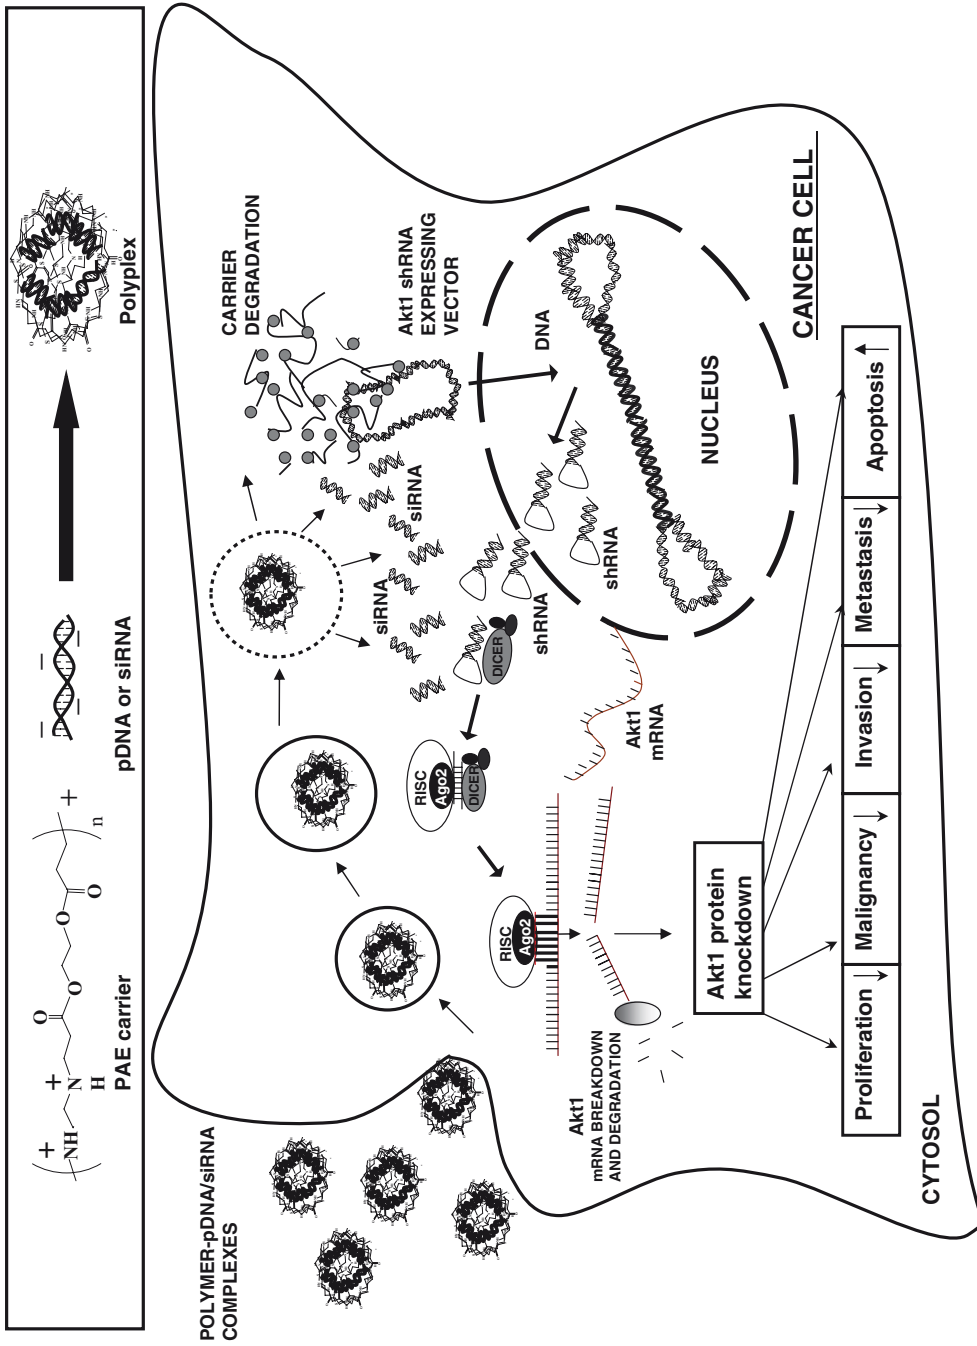 n
+
+
+
NH
N
H
O
O
O
O
PAE carrier
pDNA or siRNA
Polyplex
POLYMER-pDNA/siRNA
COMPLEXES
CARRIER
DEGRADATION
Akt1 shRNA
EXPRESSING
VECTOR
siRNA
siRNA
DNA
shRNA
shRNA
DICER
RISC
Ago2
DICER
NUCLEUS
CANCER CELL
RISC
Ago2
Akt1
mRNA
Akt1
mRNA BREAKDOWN
AND DEGRADATION
Akt1 protein
knockdown
Proliferation
Malignancy
Invasion
Metastasis
Apoptosis
CYTOSOL